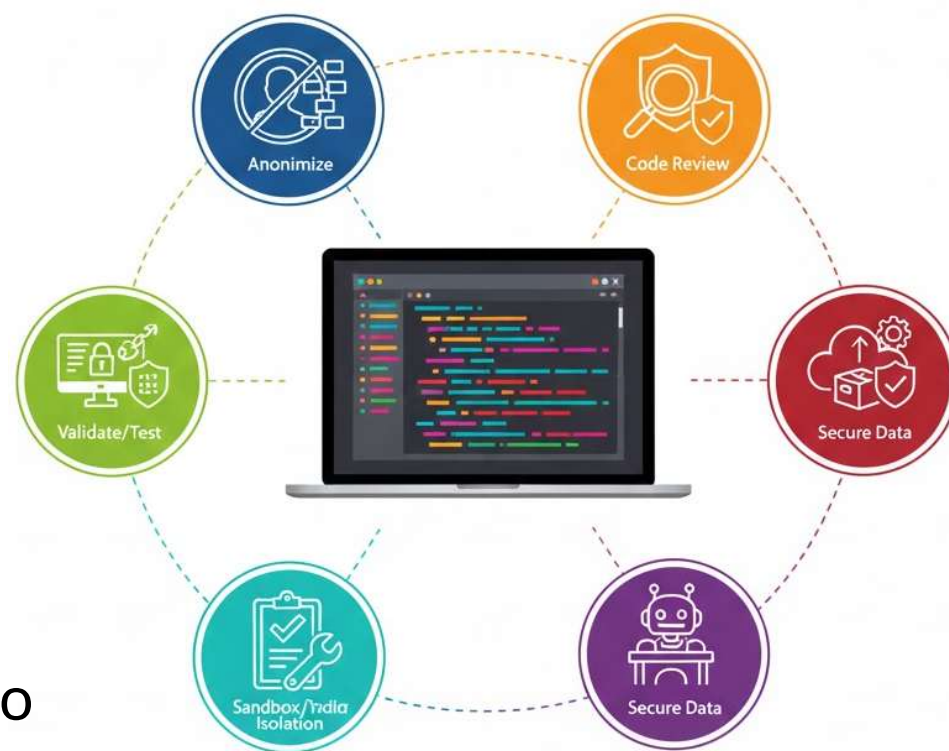 Anonimize
Code Review
Validate/Test
Secure Data
Sandbox/
Isolation
Secure Data
o